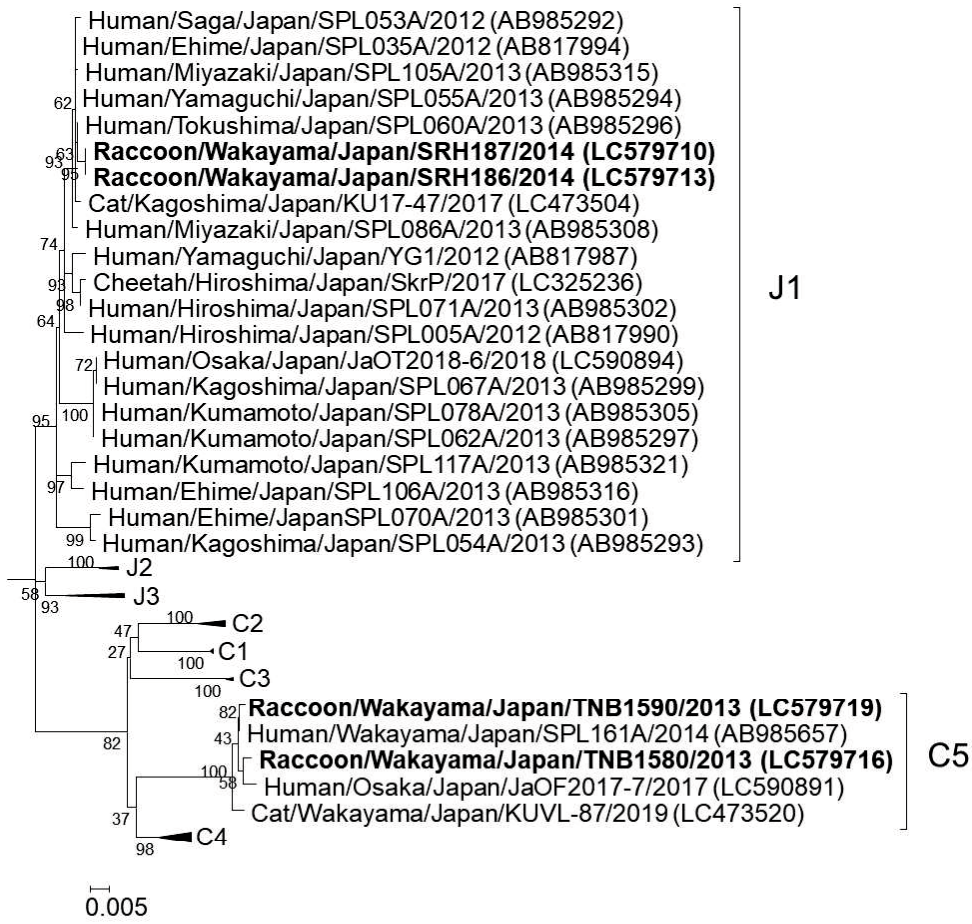 Human/Saga/Japan/SPL053A/2012 (AB985292)
Human/Ehime/Japan/SPL035A/2012 (AB817994)
Human/Miyazaki/Japan/SPL105A/2013 (AB985315)
Human/Yamaguchi/Japan/SPL055A/2013 (AB985294)
62
Human/Tokushima/Japan/SPL060A/2013 (AB985296)
63
Raccoon/Wakayama/Japan/SRH187/2014 (LC579710)
93
95
Raccoon/Wakayama/Japan/SRH186/2014 (LC579713)
Cat/Kagoshima/Japan/KU17-47/2017 (LC473504)
Human/Miyazaki/Japan/SPL086A/2013 (AB985308)
74
Human/Yamaguchi/Japan/YG1/2012 (AB817987)
93
Cheetah/Hiroshima/Japan/SkrP/2017 (LC325236)
J1
98
Human/Hiroshima/Japan/SPL071A/2013 (AB985302)
64
Human/Hiroshima/Japan/SPL005A/2012 (AB817990)
72
Human/Osaka/Japan/JaOT2018-6/2018 (LC590894)
Human/Kagoshima/Japan/SPL067A/2013 (AB985299)
95
100
Human/Kumamoto/Japan/SPL078A/2013 (AB985305)
Human/Kumamoto/Japan/SPL062A/2013 (AB985297)
Human/Kumamoto/Japan/SPL117A/2013 (AB985321)
97
Human/Ehime/Japan/SPL106A/2013 (AB985316)
Human/Ehime/JapanSPL070A/2013 (AB985301)
99
Human/Kagoshima/Japan/SPL054A/2013 (AB985293)
100
J2
58
93
J3
100
C2
47
27
100
C1
100
C3
82
Raccoon/Wakayama/Japan/TNB1590/2013 (LC579719)
82
43
Human/Wakayama/Japan/SPL161A/2014 (AB985657)
C5
100
58
Raccoon/Wakayama/Japan/TNB1580/2013 (LC579716)
Human/Osaka/Japan/JaOF2017-7/2017 (LC590891)
Cat/Wakayama/Japan/KUVL-87/2019 (LC473520)
37
98
C4
0.005